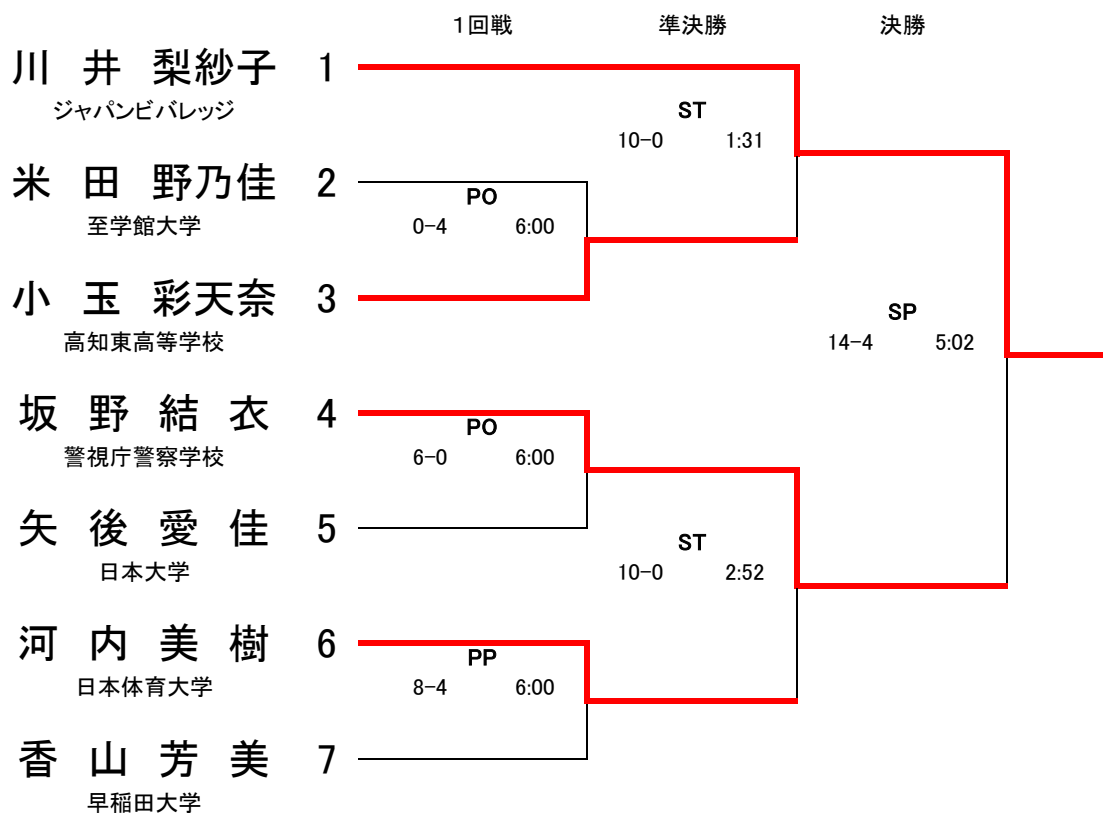 1回戦 準決勝 決勝
川 井 梨紗子 1
ジャパンビバレッジ
ST
10-0 1:31
米 田 野乃佳 2
PO
至学館大学
0-4 6:00
小 玉 彩天奈 3
SP
高知東高等学校
14-4 5:02
坂 野 結 衣 4
PO
警視庁警察学校
6-0 6:00
矢 後 愛 佳 5
ST
日本大学
10-0 2:52
河 内 美 樹 6
PP
日本体育大学
8-4 6:00
香 山 芳 美 7
早稲田大学